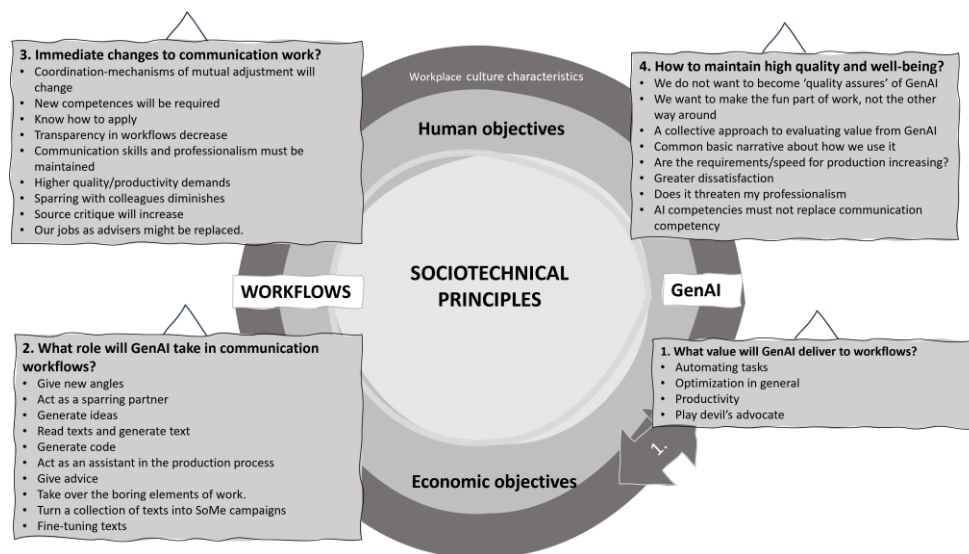 3. Immediate changes to communication work?
• Coordination-mechanisms of mutual adjustment will
change
• New competences will be required
• Know how to apply
• Transparency in workflows decrease
• Communication skills and professionalism must be
maintained
• Higher quality/productivity demands
• Sparring with colleagues diminishes
• Source critique will increase
• Our jobs as advisers might be replaced.
Workplace culture characteristics
Human objectives
4. How to maintain high quality and well-being?
• We do not want to become ‘quality assures’ of GenAI
• We want to make the fun part of work, not the other
way around
• A collective approach to evaluating value from GenAI
• Common basic narrative about how we use it
• Are the requirements/speed for production increasing?
• Greater dissatisfaction
• Does it threaten my professionalism
• AI competencies must not replace communication
competency
WORKFLOWS
SOCIOTECHNICAL
PRINCIPLES
GenAI
2. What role will GenAI take in communication
workflows?
• Give new angles
• Act as a sparring partner
• Generate ideas
• Read texts and generate text
• Generate code
• Act as an assistant in the production process
• Give advice
• Take over the boring elements of work.
• Turn a collection of texts into SoMe campaigns
• Fine-tuning texts
1. What value will GenAI deliver to workflows?
• Automating tasks
• Optimization in general
• Productivity
• Play devil’s advocate
1.
Economic objectives